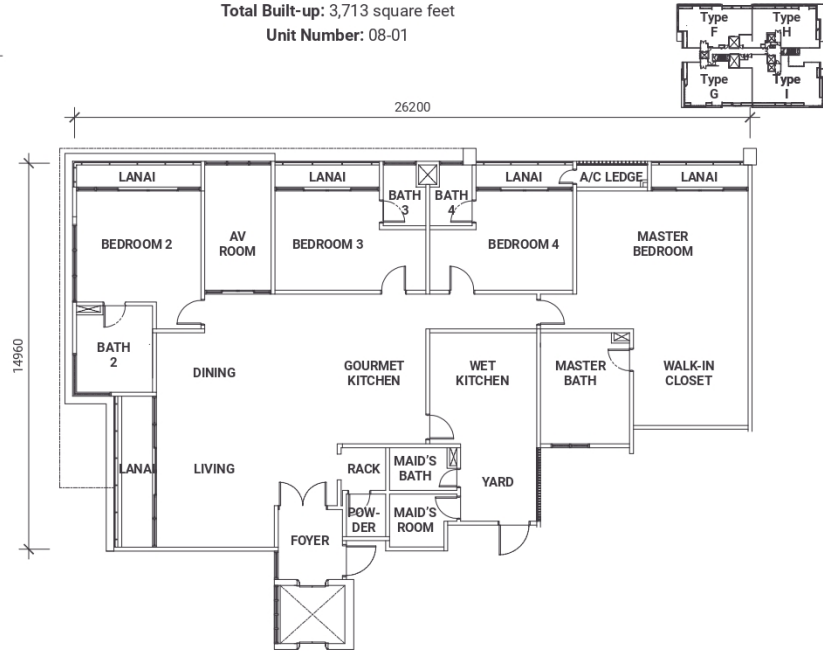 Total Built-up: 3,713 square feet
Unit Number: 08-01
Type F
Type H
Type G
Type I
26200
14960
LANAI
LANAI
LANAI
A/C LEDGE
LANAI
BATH 3
BATH 4
BEDROOM 2
AV ROOM
BEDROOM 3
BEDROOM 4
MASTER BEDROOM
BATH 2
DINING
GOURMET KITCHEN
WET KITCHEN
MASTER BATH
WALK-IN CLOSET
LANAI
LIVING
RACK
MAID'S BATH
YARD
POW-DER
MAID'S ROOM
FOYER